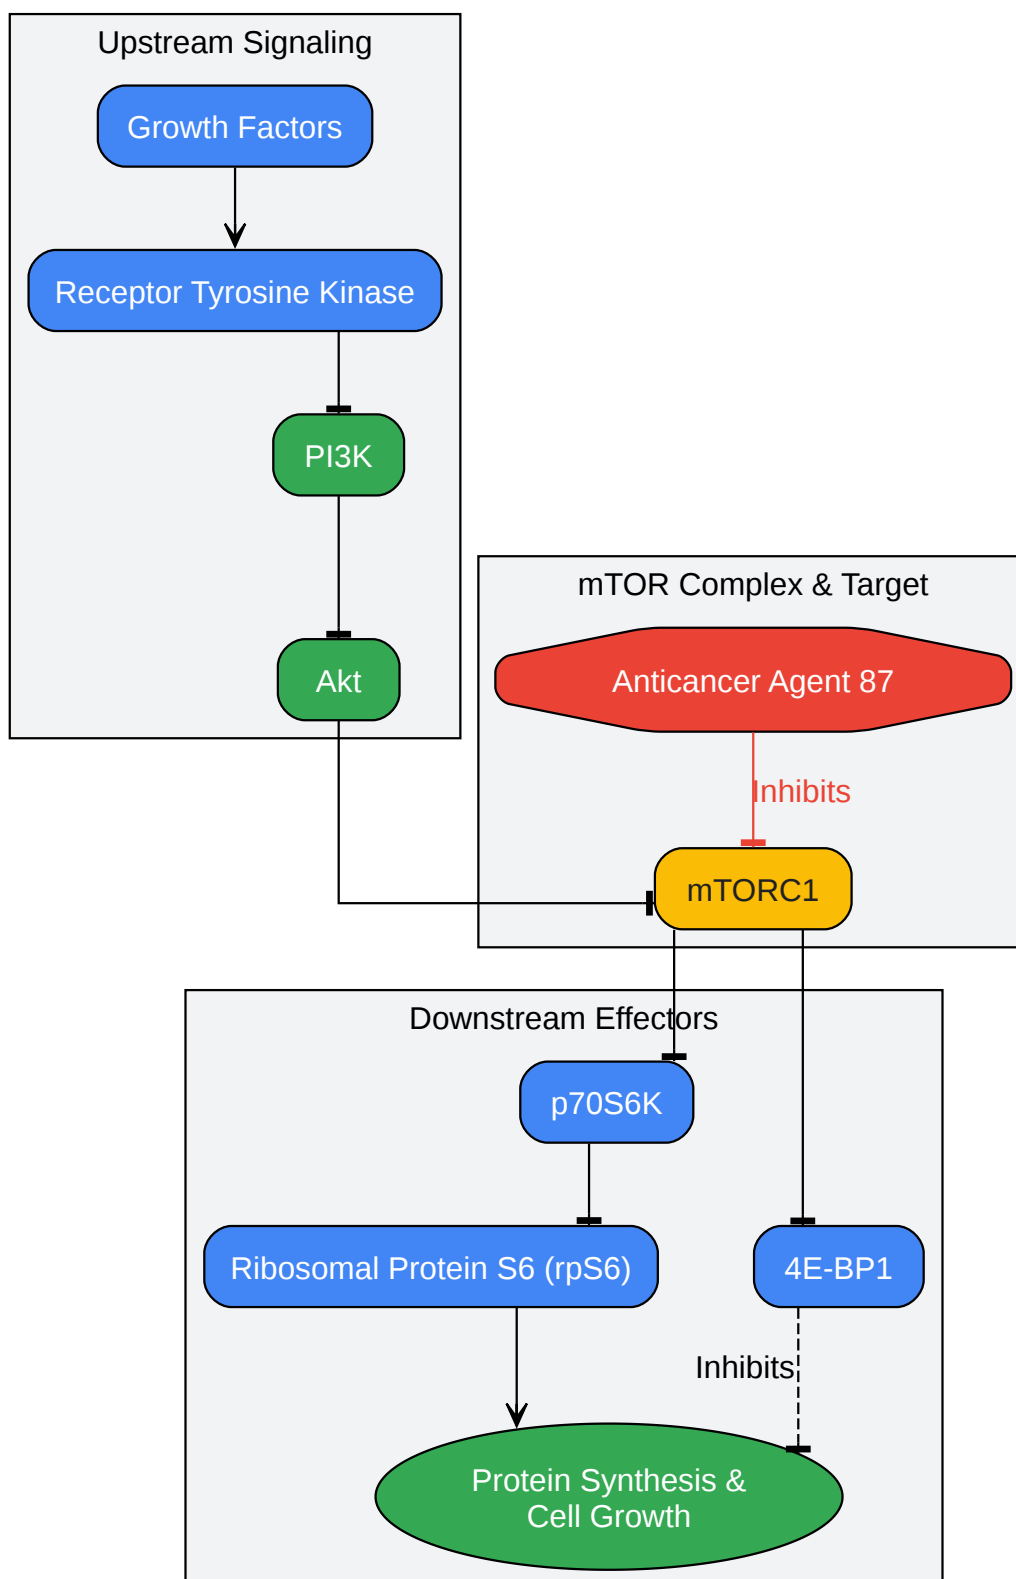 Upstream Signaling
Growth Factors
Receptor Tyrosine Kinase
PI3K
Akt
mTOR Complex & Target
Anticancer Agent 87
Inhibits
mTORC1
Downstream Effectors
p70S6K
Ribosomal Protein S6 (rpS6)
4E-BP1
Inhibits
Protein Synthesis &
Cell Growth